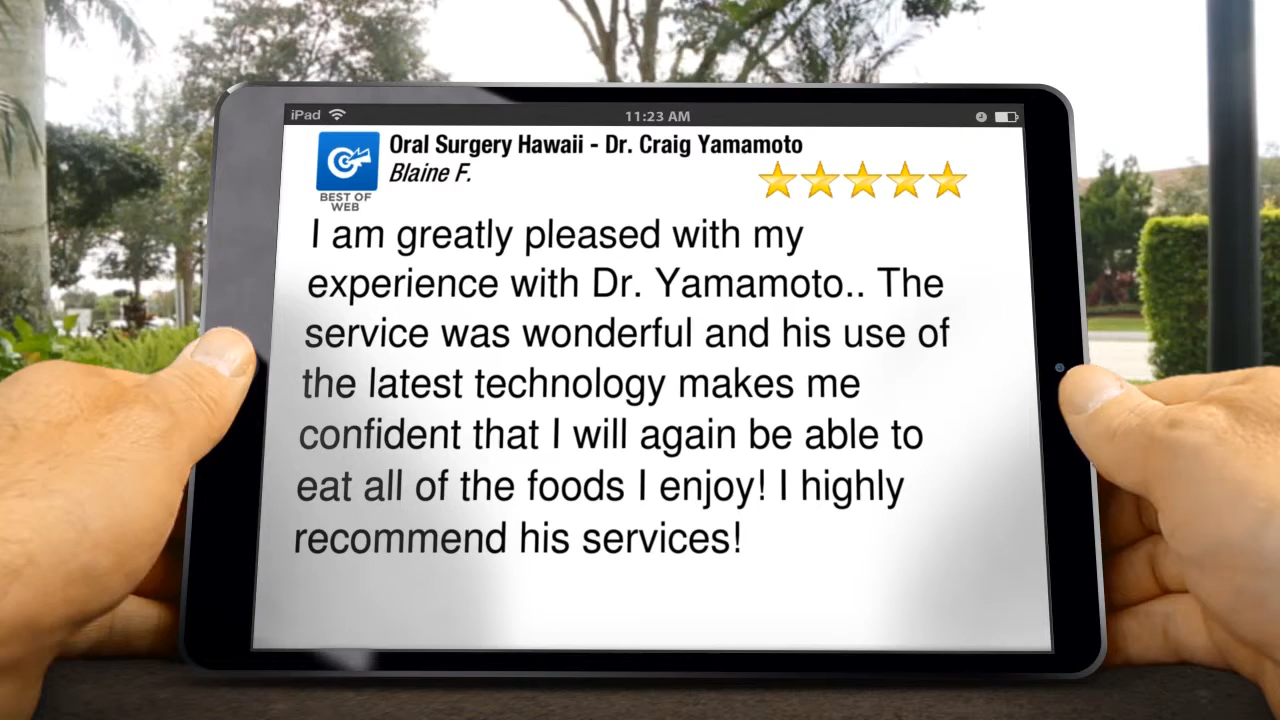 iPad 11:23 AM
Oral Surgery Hawaii - Dr. Craig Yamamoto
Blaine F.
BEST OF
WEB
I am greatly pleased with my
experience with Dr. Yamamoto.. The
service was wonderful and his use of
the latest technology makes me
confident that I will again be able to
eat all of the foods I enjoy! I highly
recommend his services!